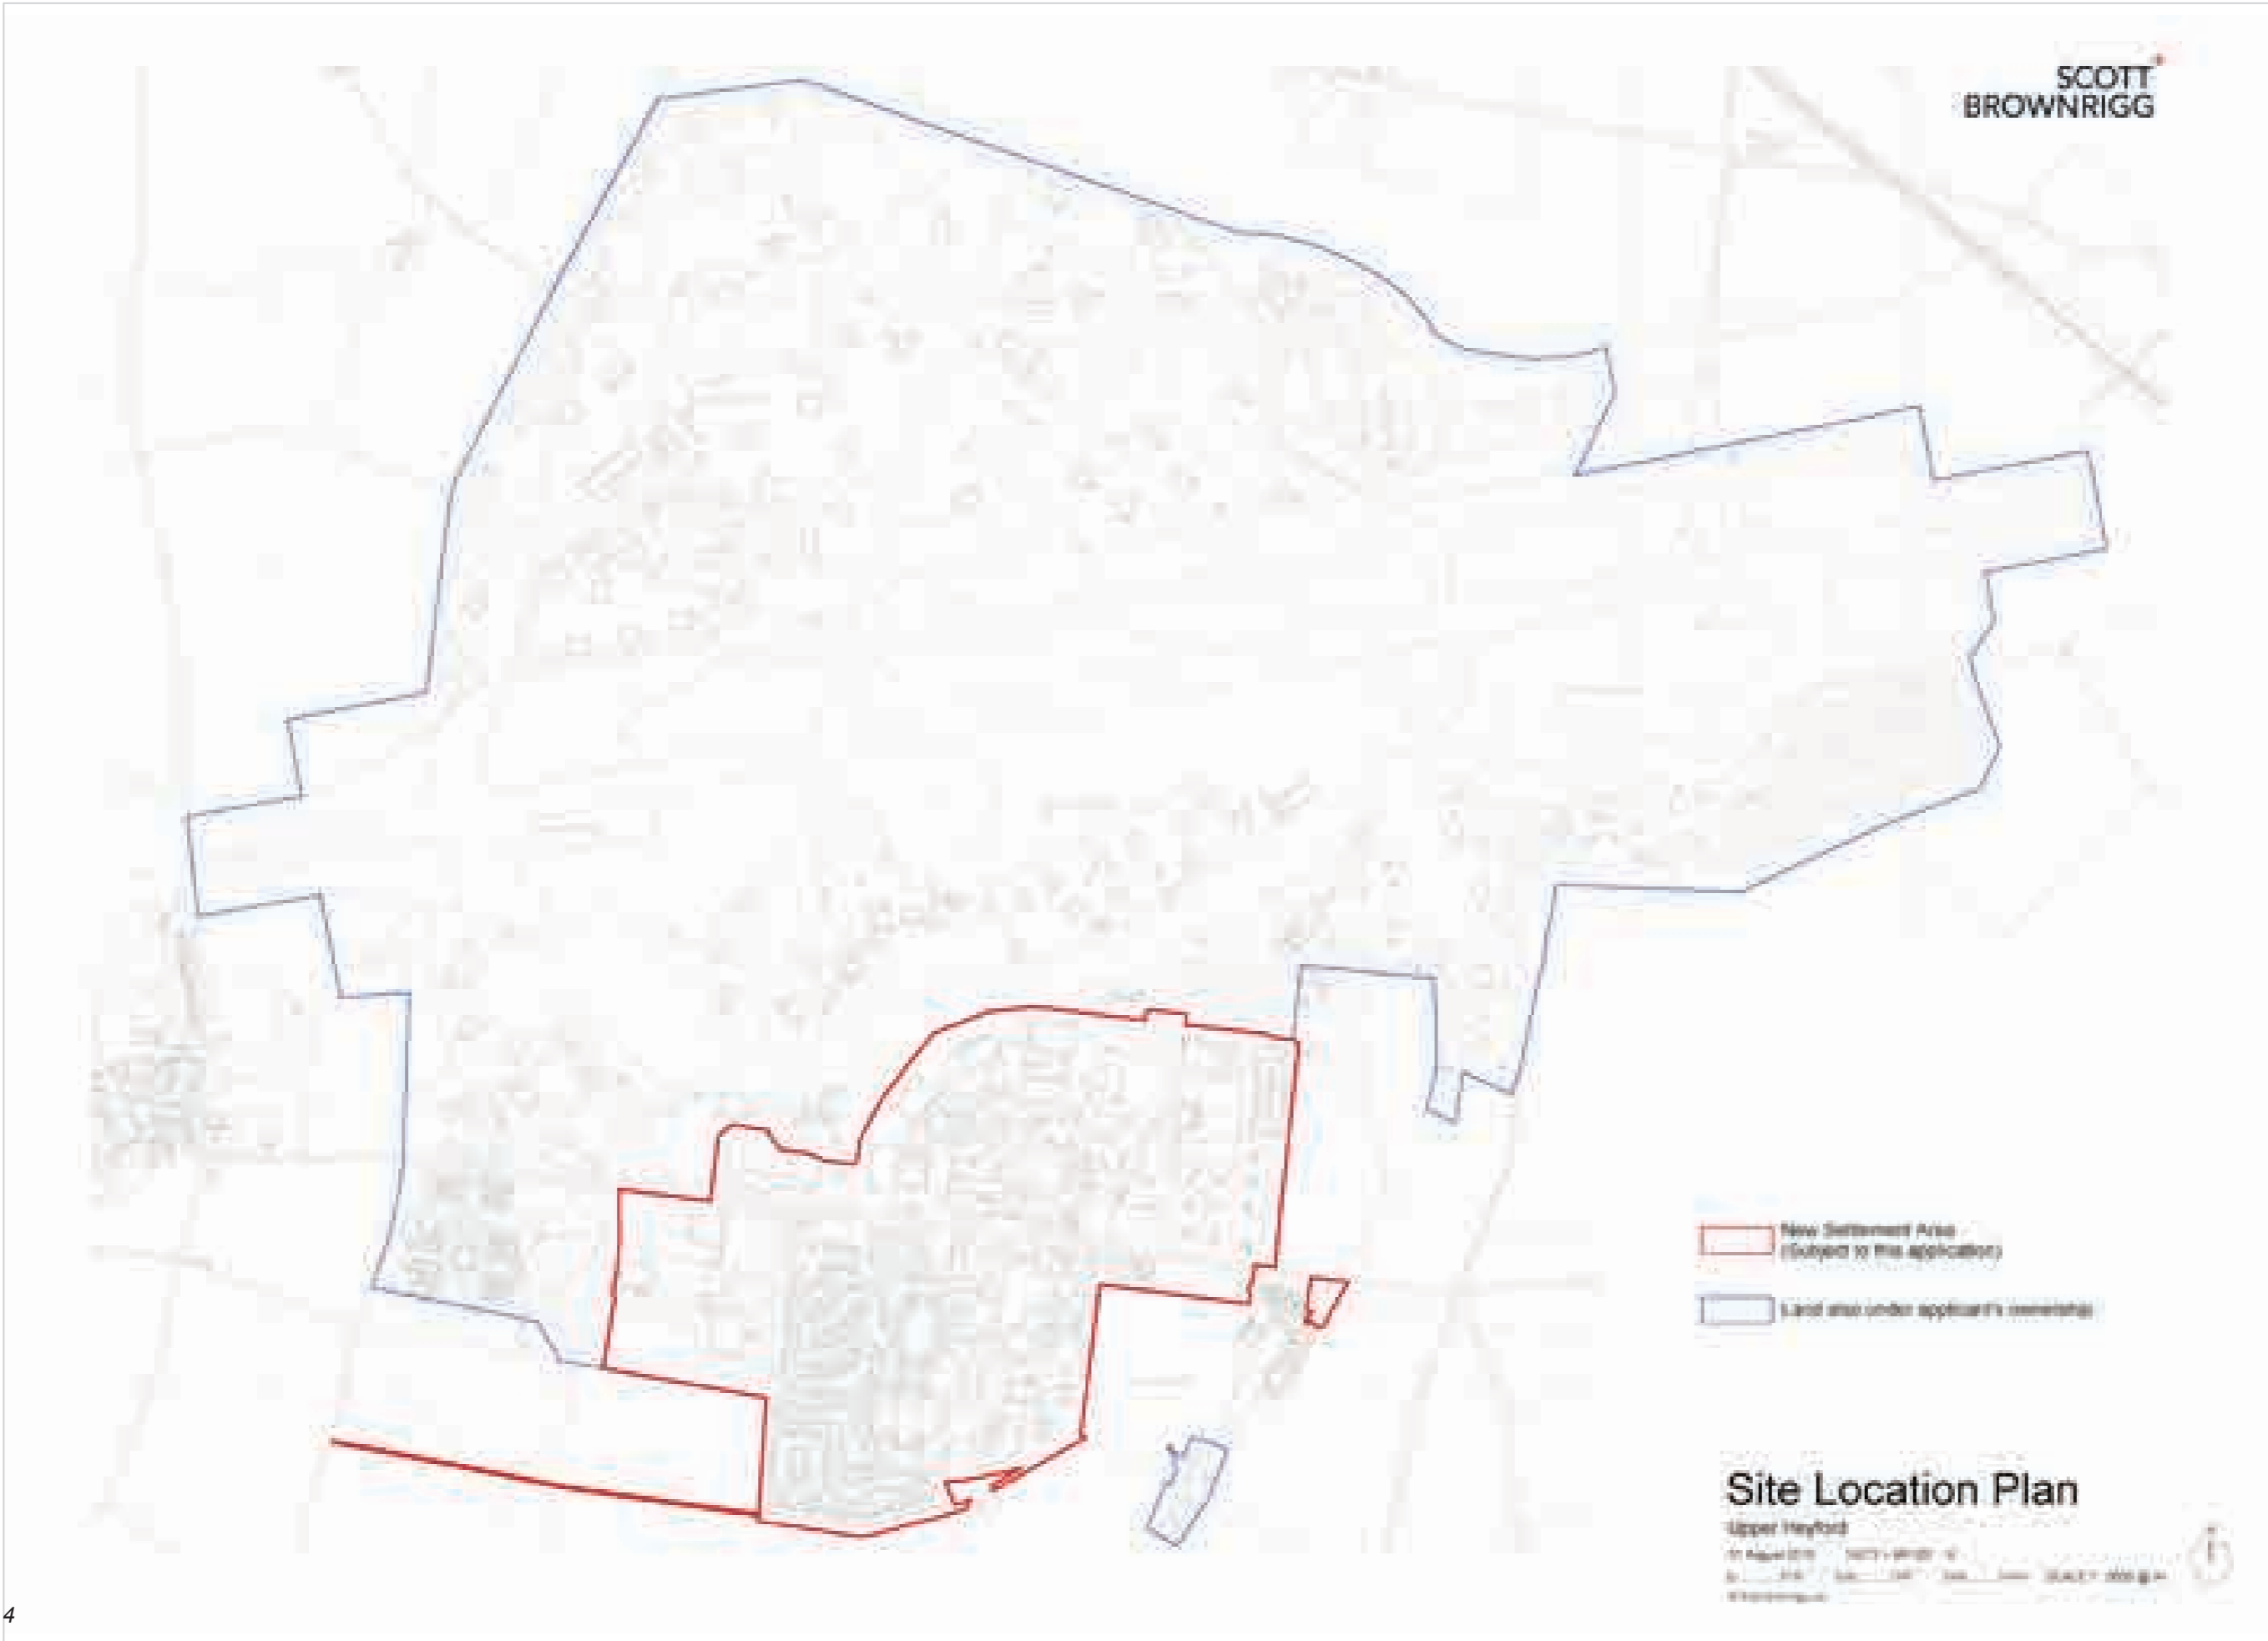 SCOTT
BROWNRIGG
New Settlement Area
(Subject to this application)
Land also under applicant's ownership
Site Location Plan
Upper Heyford
4